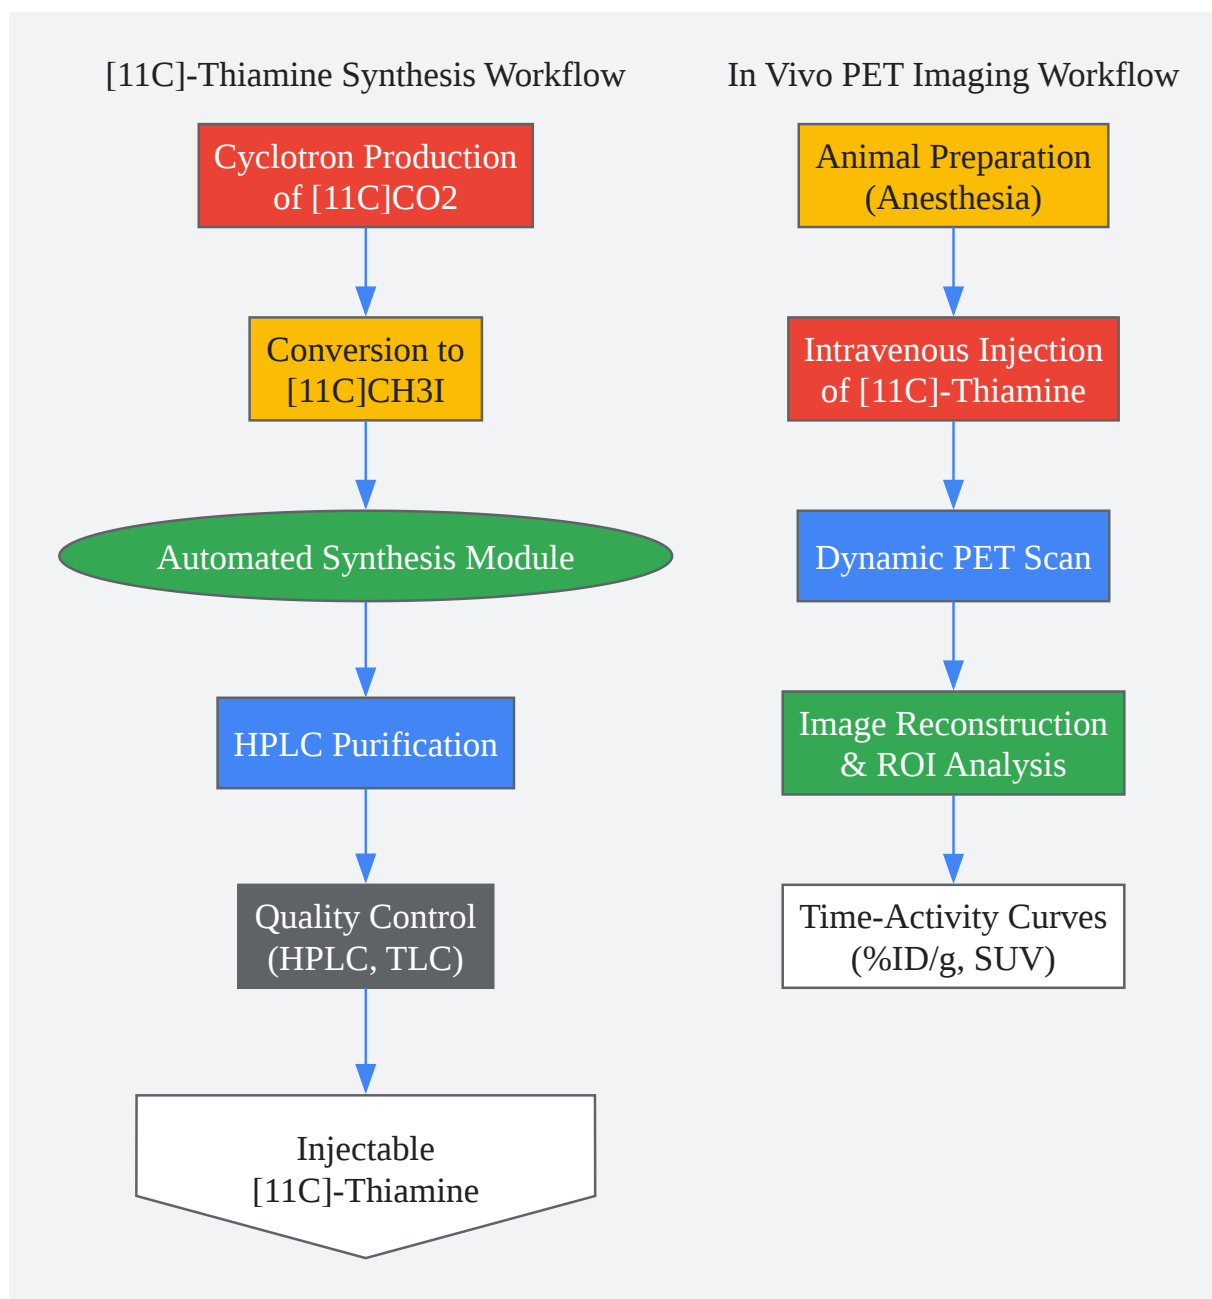 [11C]-Thiamine Synthesis Workflow
Cyclotron Production
of [11C]CO2
Conversion to
[11C]CH3I
Automated Synthesis Module
HPLC Purification
Quality Control
(HPLC, TLC)
Injectable
[11C]-Thiamine
In Vivo PET Imaging Workflow
Animal Preparation
(Anesthesia)
Intravenous Injection
of [11C]-Thiamine
Dynamic PET Scan
Image Reconstruction
& ROI Analysis
Time-Activity Curves
(%ID/g, SUV)